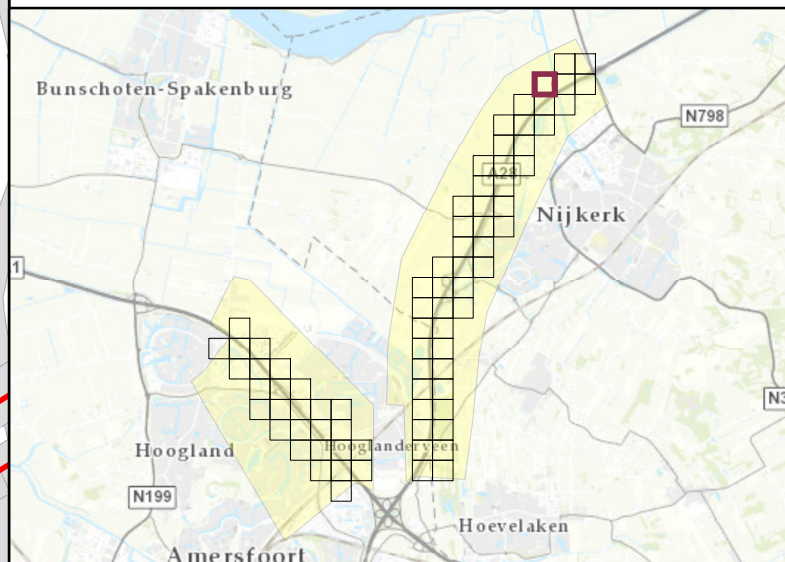 Bunschoten-Spakenburg
N798
A28
Nijkerk
1
N3
Hooglanderveen
Hoogland
N199
Hoevelaken
Amersfoort